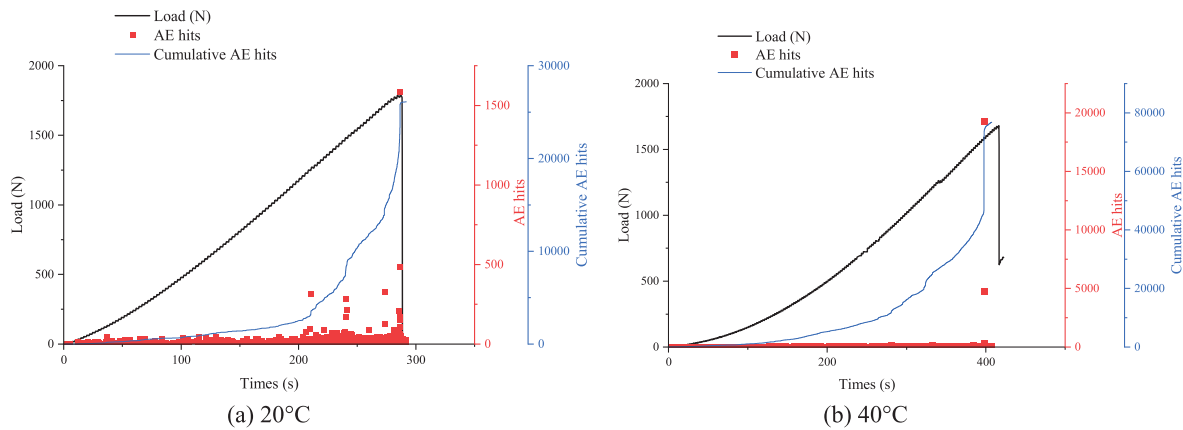 Load (N)
AE hits
Cumulative AE hits
2000
1500
1000
500
0
Load (N)
0
100
200
300
Times (s)
1500
1000
500
0
AE hits
30000
20000
10000
0
Cumulative AE hits
(a) 20°C
Load (N)
AE hits
Cumulative AE hits
2000
1500
1000
500
0
Load (N)
0
200
400
Times (s)
20000
15000
10000
5000
0
AE hits
80000
60000
40000
20000
0
Cumulative AE hits
(b) 40°C